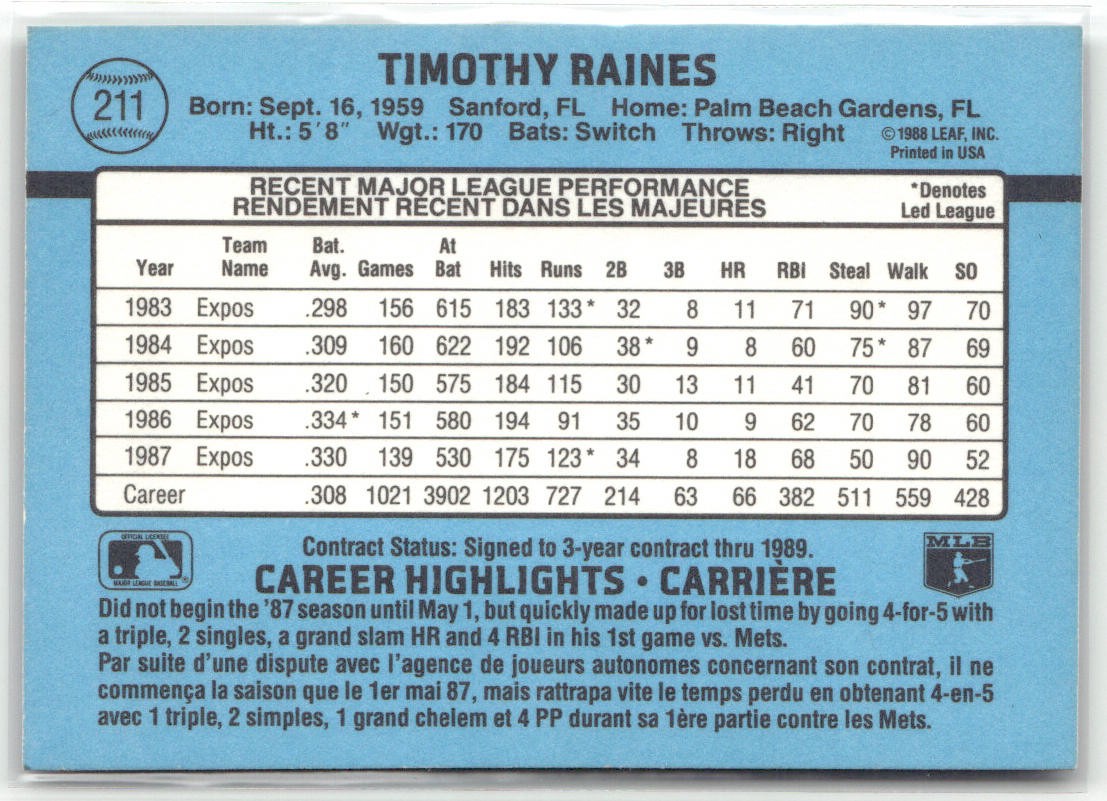 TIMOTHY RAINES
211
Born: Sept. 16, 1959 Sanford, FL Home: Palm Beach Gardens, FL
Ht.: 5'8" Wgt.: 170 Bats: Switch Throws: Right ©1988 LEAF, INC.
Printed in USA
RECENT MAJOR LEAGUE PERFORMANCE
RENDEMENT RECENT DANS LES MAJEURES
*Denotes
Led League
Year Team Name Bat. Avg. Games At Bat Hits Runs 2B 3B HR RBI Steal Walk SO
1983 Expos .298 156 615 183 133* 32 8 11 71 90* 97 70
1984 Expos .309 160 622 192 106 38* 9 8 60 75* 87 69
1985 Expos .320 150 575 184 115 30 13 11 41 70 81 60
1986 Expos .334* 151 580 194 91 35 10 9 62 70 78 60
1987 Expos .330 139 530 175 123* 34 8 18 68 50 90 52
Career .308 1021 3902 1203 727 214 63 66 382 511 559 428
OFFICIAL LICENSEE
MAJOR LEAGUE BASEBALL
®
MLB
Contract Status: Signed to 3-year contract thru 1989.
CAREER HIGHLIGHTS • CARRIÈRE
Did not begin the '87 season until May 1, but quickly made up for lost time by going 4-for-5 with
a triple, 2 singles, a grand slam HR and 4 RBI in his 1st game vs. Mets.
Par suite d'une dispute avec l'agence de joueurs autonomes concernant son contrat, il ne
commença la saison que le 1er mai 87, mais rattrapa vite le temps perdu en obtenant 4-en-5
avec 1 triple, 2 simples, 1 grand chelem et 4 PP durant sa 1ère partie contre les Mets.